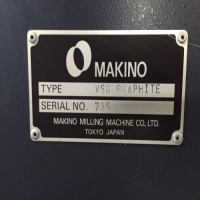 MAKINO
TYPE V56 GRAPHITE
SERIAL NO. 735
MAKINO MILLING MACHINE CO., LTD.
TOKYO JAPAN